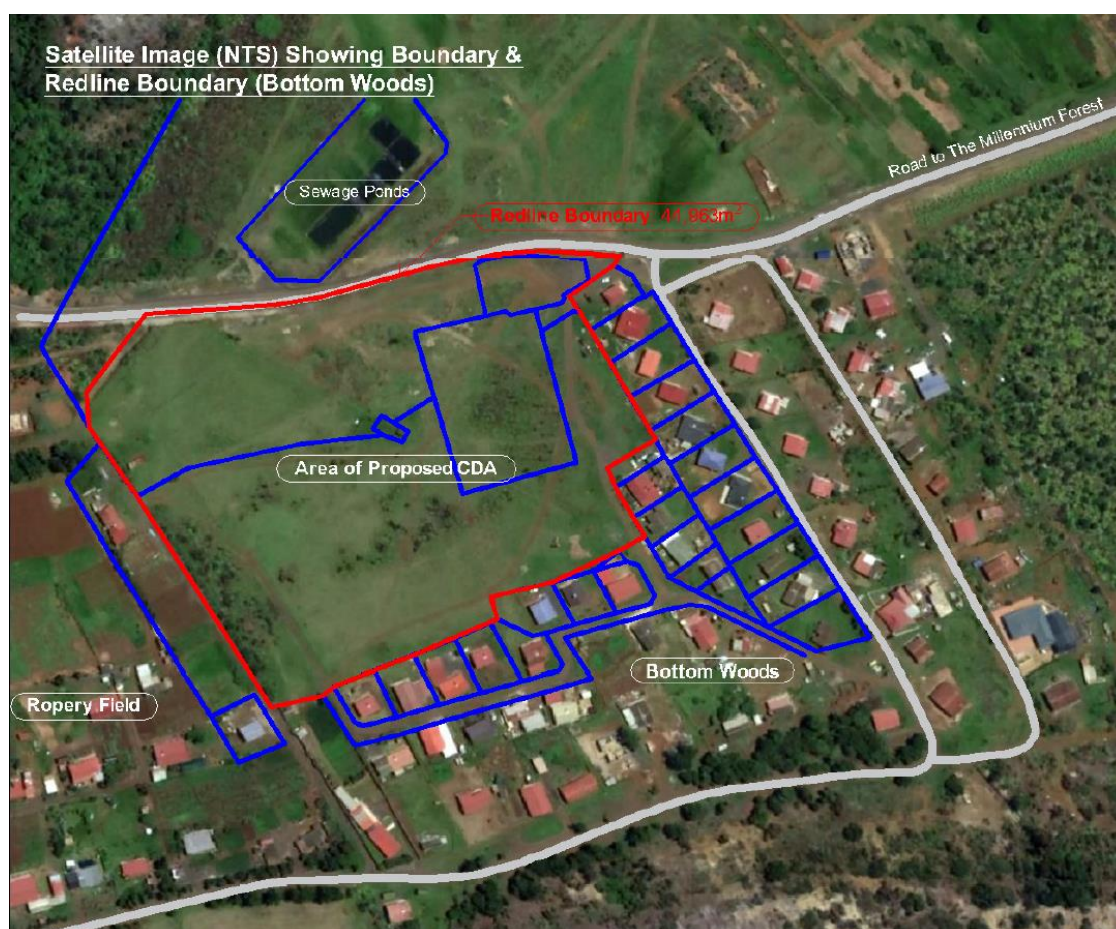 Satellite Image (NTS) Showing Boundary &
Redline Boundary (Bottom Woods)
Road to The Millennium Forest
Sewage Ponds
Redline Boundary 44,963m²
Area of Proposed CDA
Bottom Woods
Ropery Field